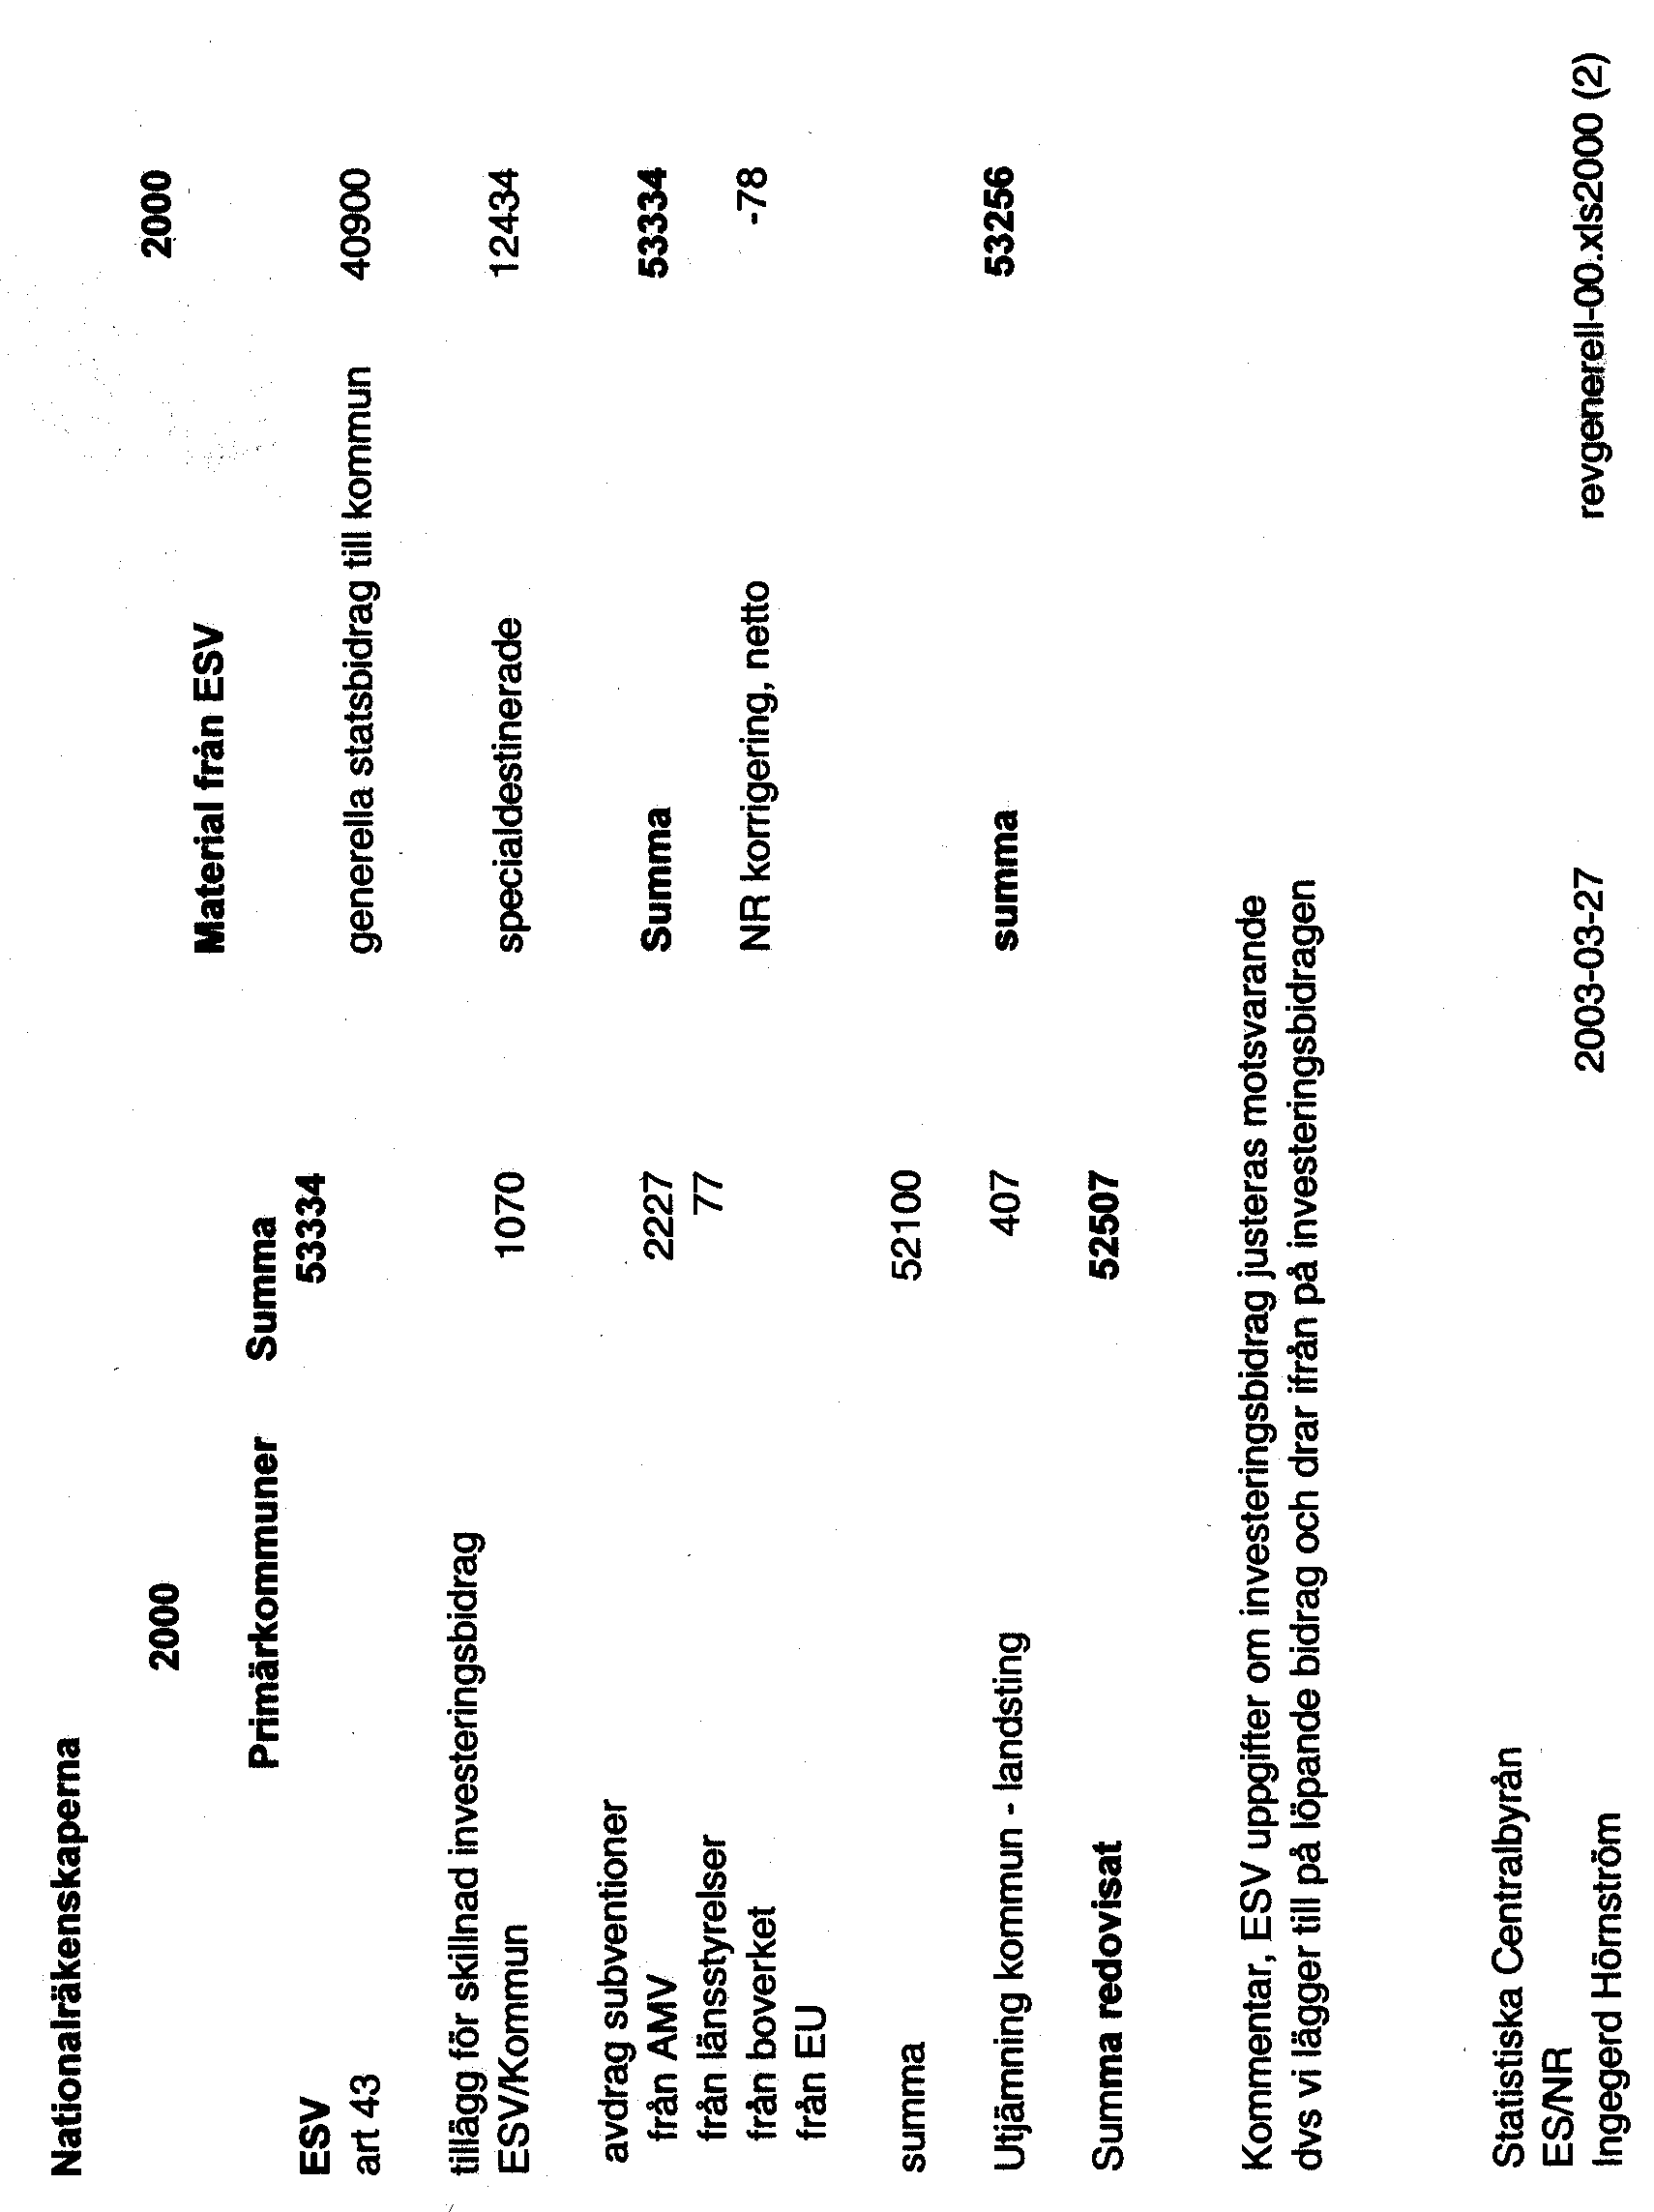 Nationalräkenskaperna
2000 2000
Material från ESV
Primärkommuner Summa
ESV 53334
art 43 generella statsbidrag till kommun 40900
tillägg för skillnad investeringsbidrag
ESV/Kommun 1070 specialdestinerade 12434
avdrag subventioner
från AMV 2227 Summa 53334
från länsstyrelser 77
från boverket NR korrigering, netto -78
från EU
summa 52100
Utjämning kommun - landsting 407 summa 53256
Summa redovisat 52507
Kommentar, ESV uppgifter om investeringsbidrag justeras motsvarande
dvs vi lägger till på löpande bidrag och drar ifrån på investeringsbidragen
Statistiska Centralbyrån
ES/NR
Ingegerd Hörnström 2003-03-27 revgenerell-00.xls2000 (2)